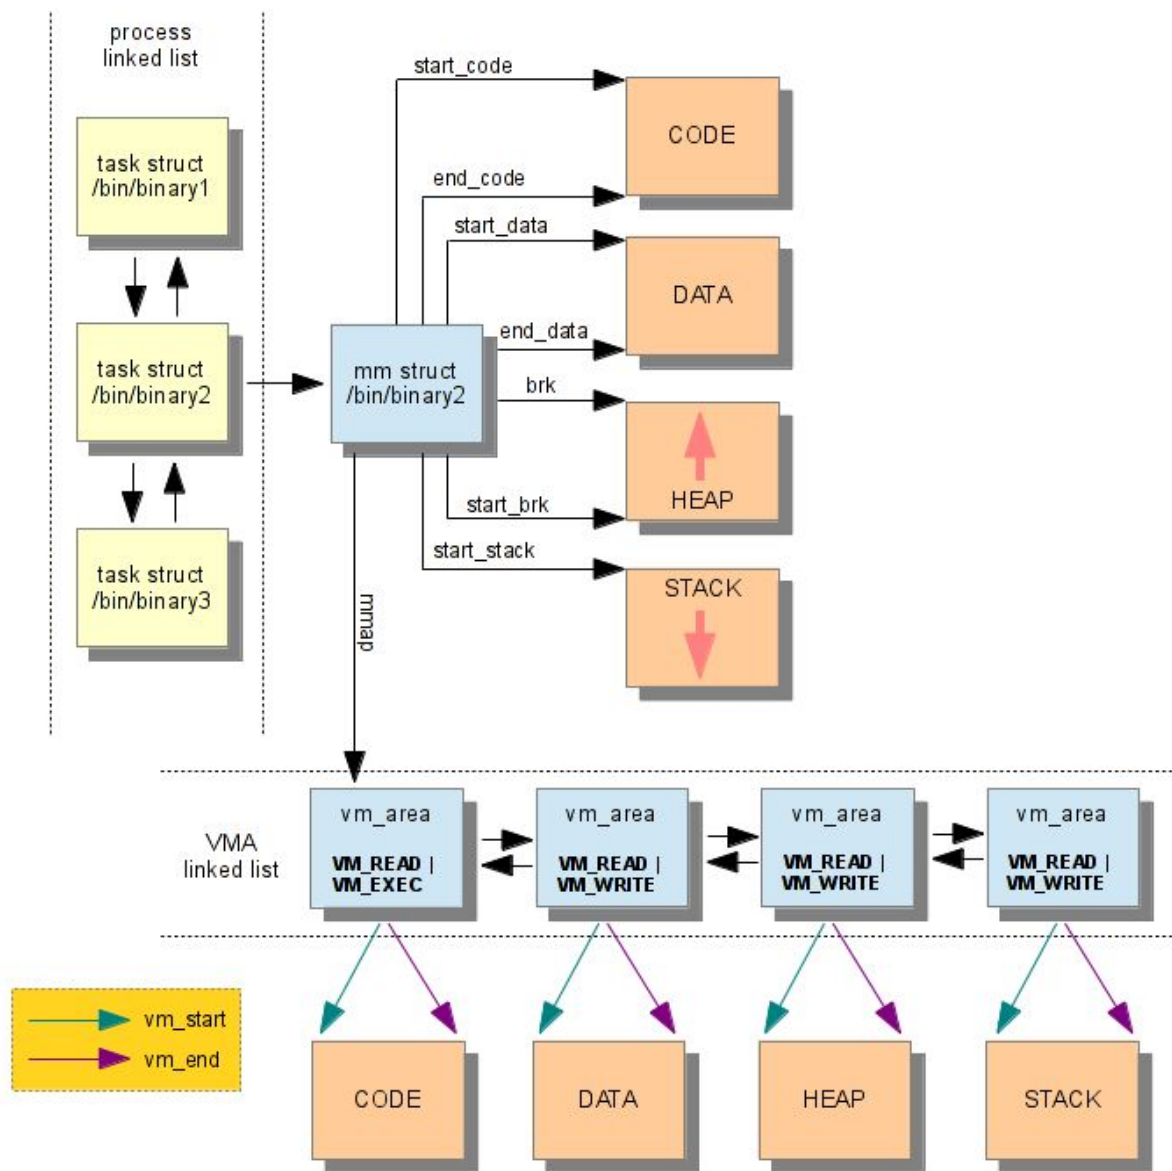 process
linked list
task struct
/bin/binary1
task struct
/bin/binary2
task struct
/bin/binary3
mm struct
/bin/binary2
start_code
end_code
start_data
end_data
brk
start_brk
start_stack
mmap
CODE
DATA
HEAP
STACK
VMA
linked list
vm_area
VM_READ |
VM_EXEC
vm_area
VM_READ |
VM_WRITE
vm_area
VM_READ |
VM_WRITE
vm_area
VM_READ |
VM_WRITE
vm_start
vm_end
CODE
DATA
HEAP
STACK